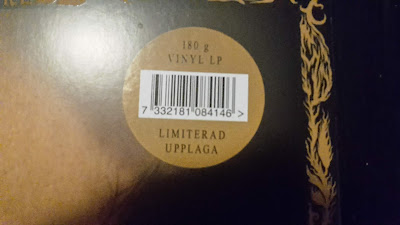 180 g
VINYL LP
7 332181 084146 >
LIMITERAD
UPPLAGA